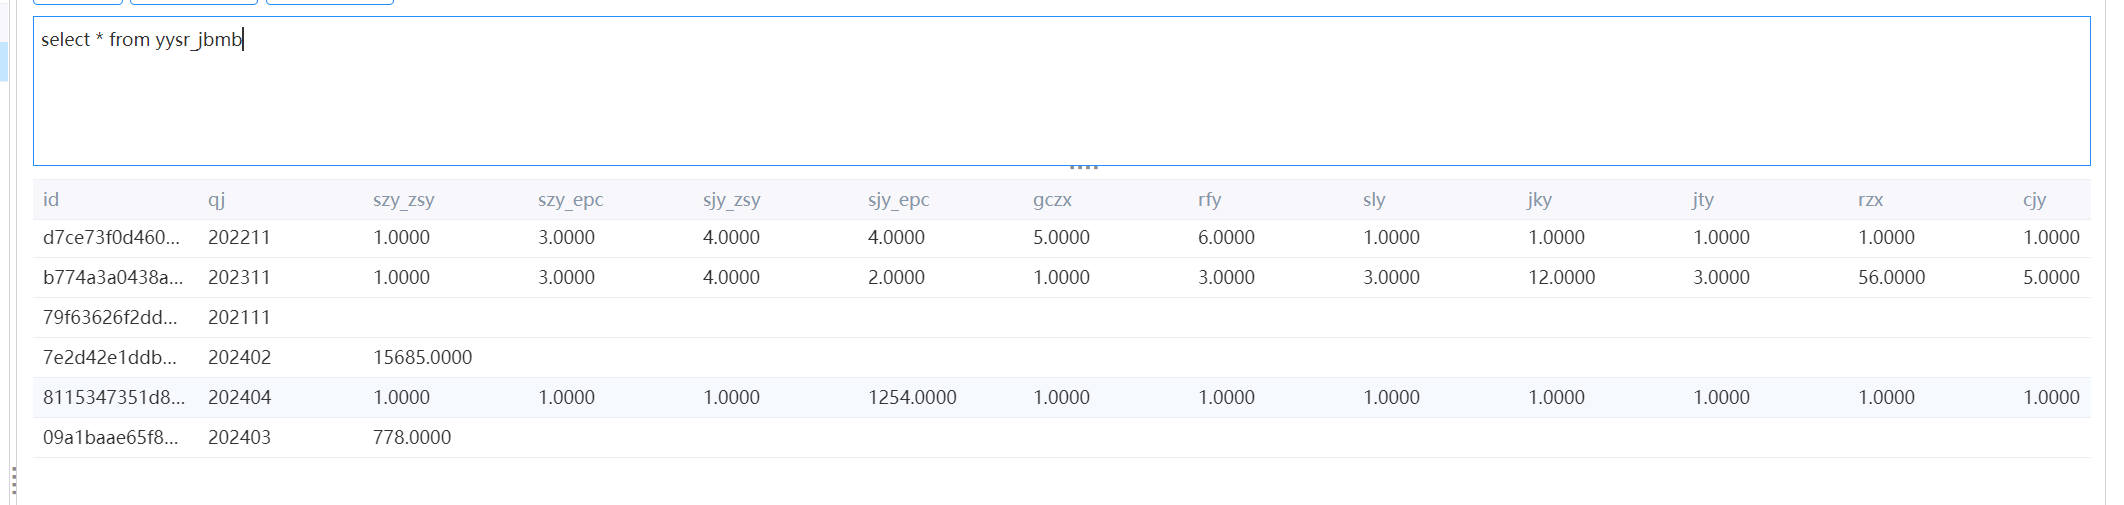 select * from yysr_jbmb
id qj szy_zsy szy_epc sjy_zsy sjy_epc gczx rfy sly jky jty rzx cjy
d7ce73f0d460... 202211 1.0000 3.0000 4.0000 4.0000 5.0000 6.0000 1.0000 1.0000 1.0000 1.0000 1.0000
b774a3a0438a... 202311 1.0000 3.0000 4.0000 2.0000 1.0000 3.0000 3.0000 12.0000 3.0000 56.0000 5.0000
79f63626f2dd... 202111
7e2d42e1ddb... 202402 15685.0000
8115347351d8... 202404 1.0000 1.0000 1.0000 1254.0000 1.0000 1.0000 1.0000 1.0000 1.0000 1.0000 1.0000
09a1baae65f8... 202403 778.0000